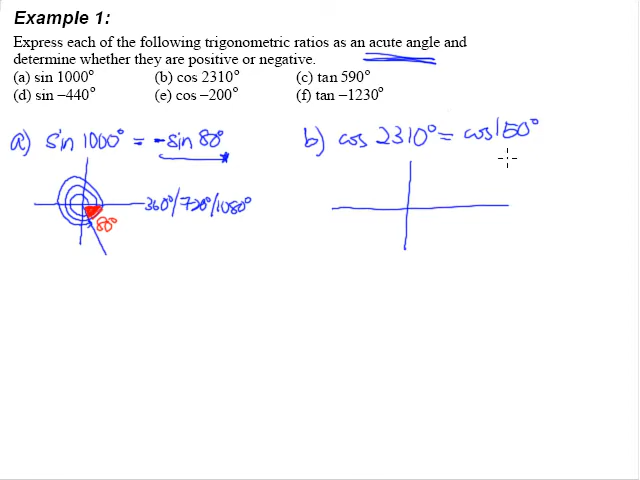 Example 1:
Express each of the following trigonometric ratios as an acute angle and
determine whether they are positive or negative.
(a) sin 1000° (b) cos 2310° (c) tan 590°
(d) sin –440° (e) cos –200° (f) tan –1230°
a) sin 1000° = -sin 80° b) cos 2310° = cos 150°
360°/720°/1080°
80°